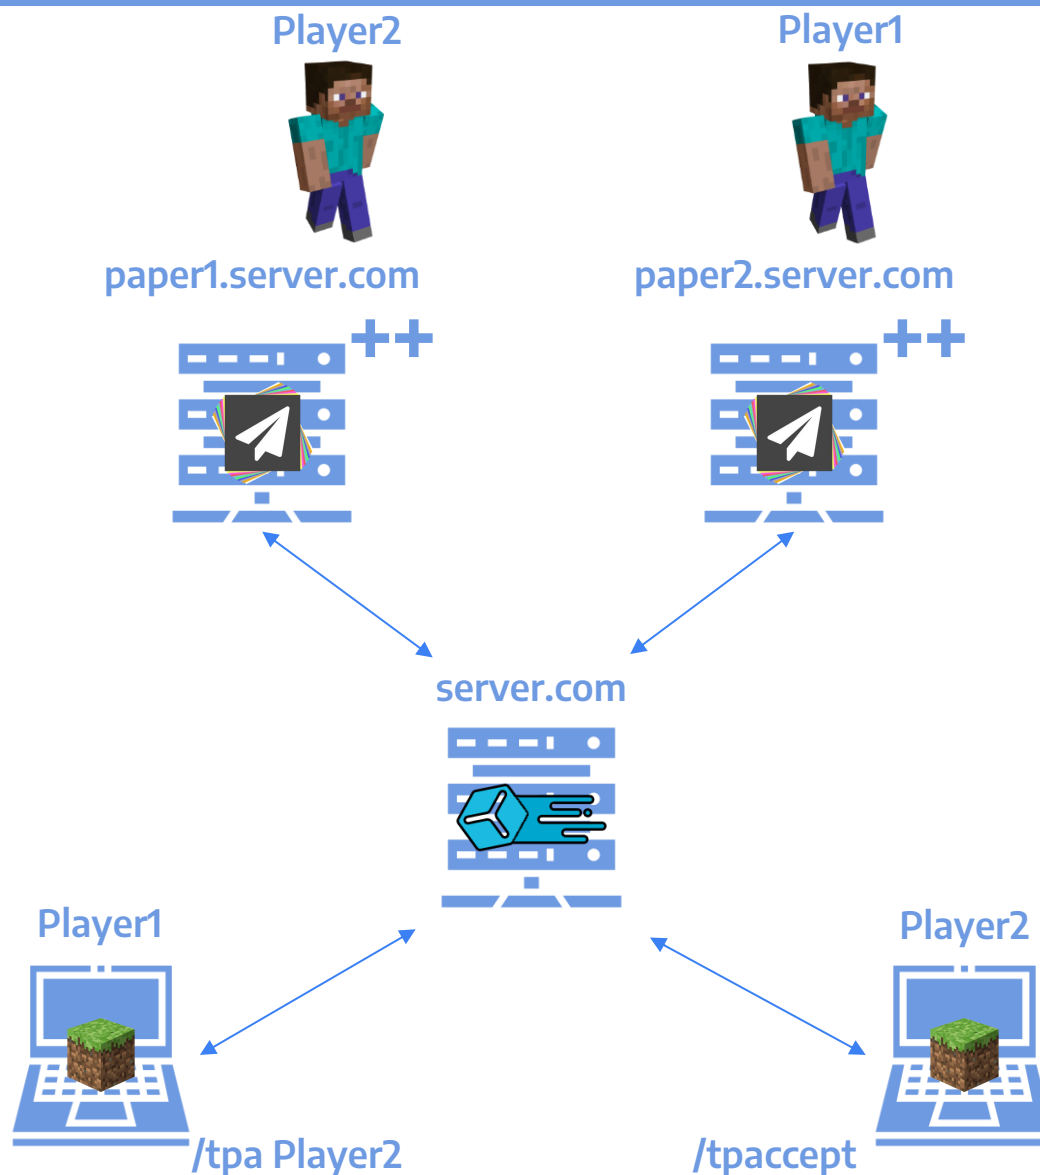 Player2
Player1
paper1.server.com
paper2.server.com
++
++
server.com
Player1
Player2
/tpa Player2
/tpaccept